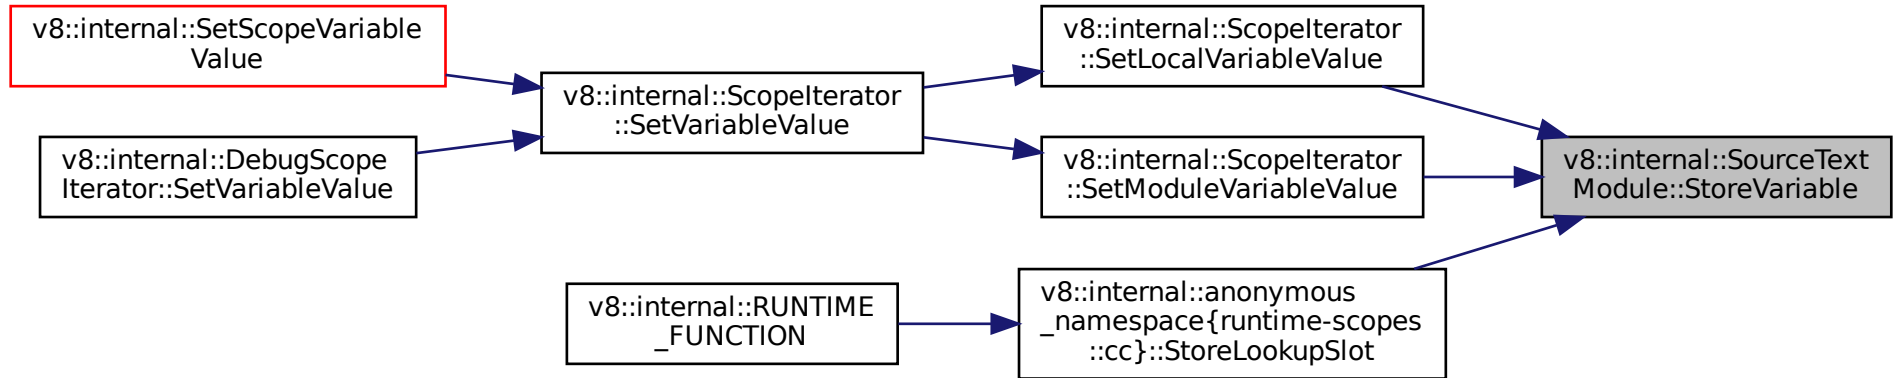 v8::internal::SetScopeVariable
Value
v8::internal::DebugScope
Iterator::SetVariableValue
v8::internal::ScopeIterator
::SetVariableValue
v8::internal::RUNTIME
_FUNCTION
v8::internal::ScopeIterator
::SetLocalVariableValue
v8::internal::ScopeIterator
::SetModuleVariableValue
v8::internal::anonymous
_namespace{runtime-scopes
::cc}::StoreLookupSlot
v8::internal::SourceText
Module::StoreVariable